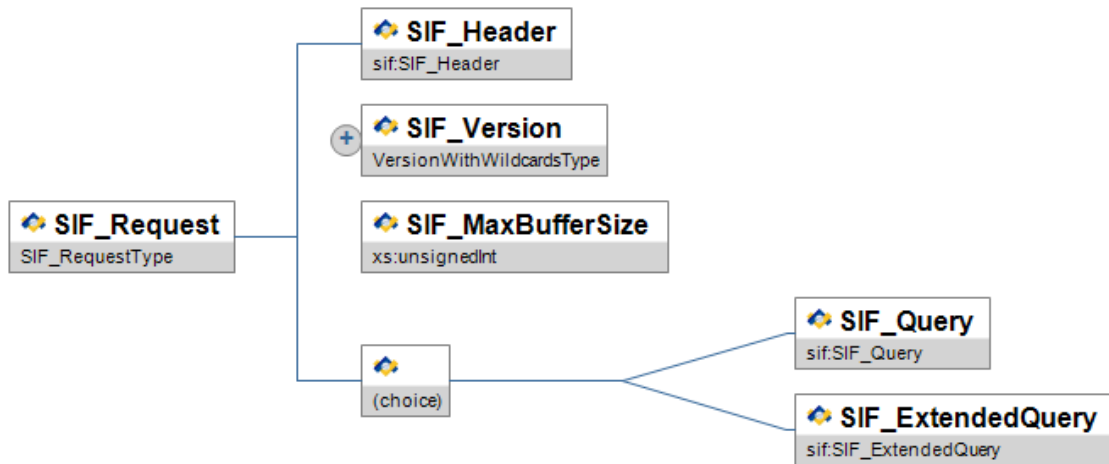 SIF_Header
sif:SIF_Header
+
SIF_Version
VersionWithWildcardsType
SIF_Request
SIF_RequestType
SIF_MaxBufferSize
xs:unsignedInt
SIF_Query
sif:SIF_Query
(choice)
SIF_ExtendedQuery
sif:SIF_ExtendedQuery